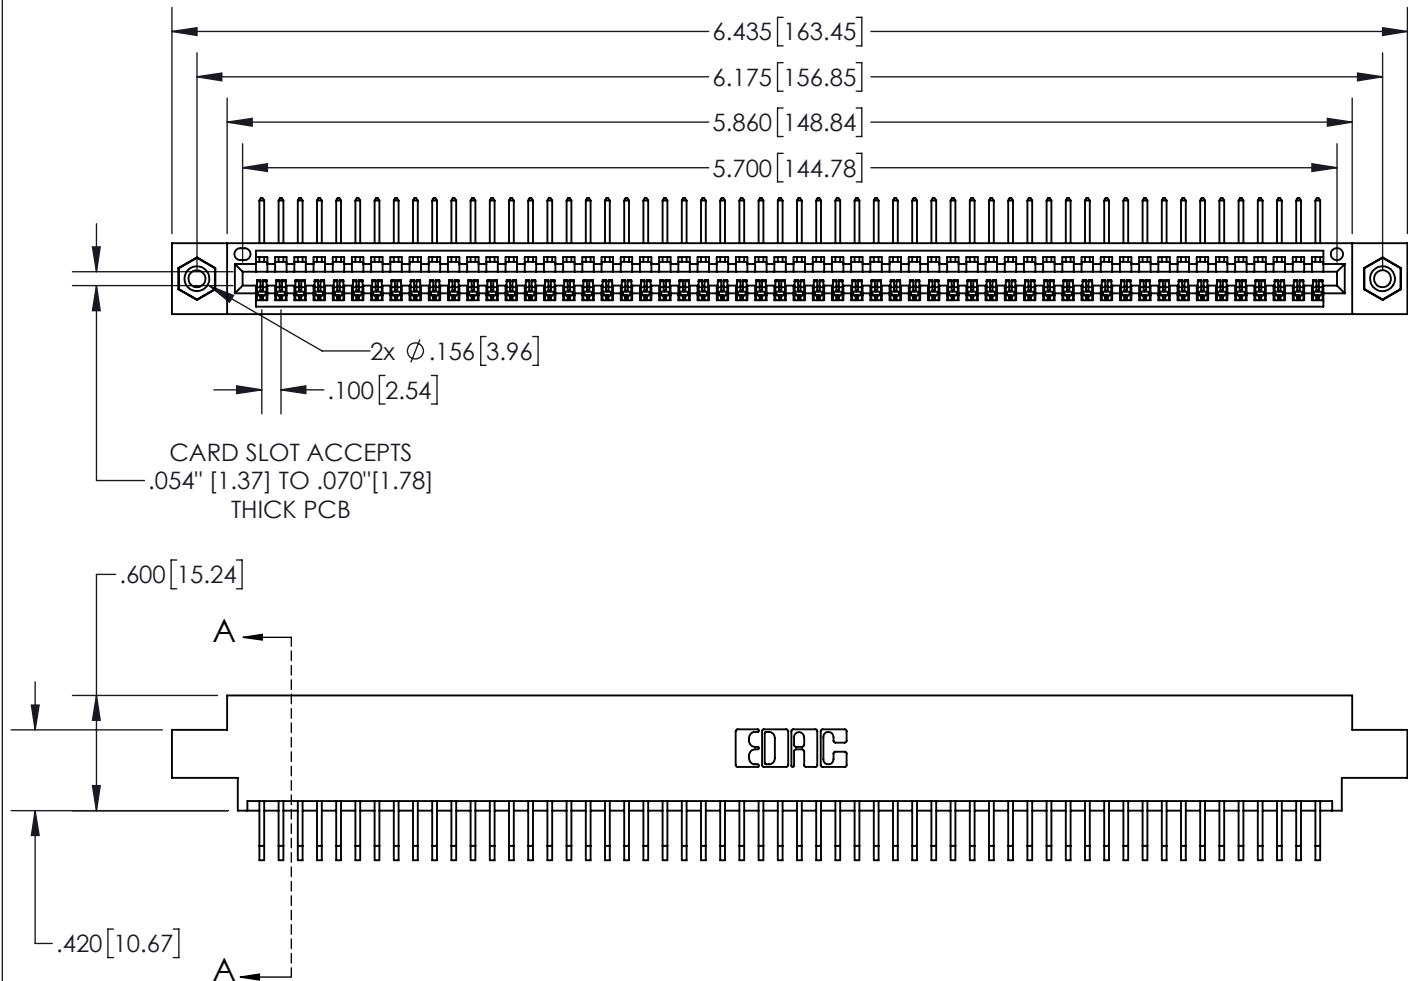 6.435[163.45]
6.175[156.85]
5.860[148.84]
5.700[144.78]
2x Ø.156[3.96]
.100[2.54]
CARD SLOT ACCEPTS
.054" [1.37] TO .070"[1.78]
THICK PCB
.600[15.24]
A
EDAC
.420[10.67]
A